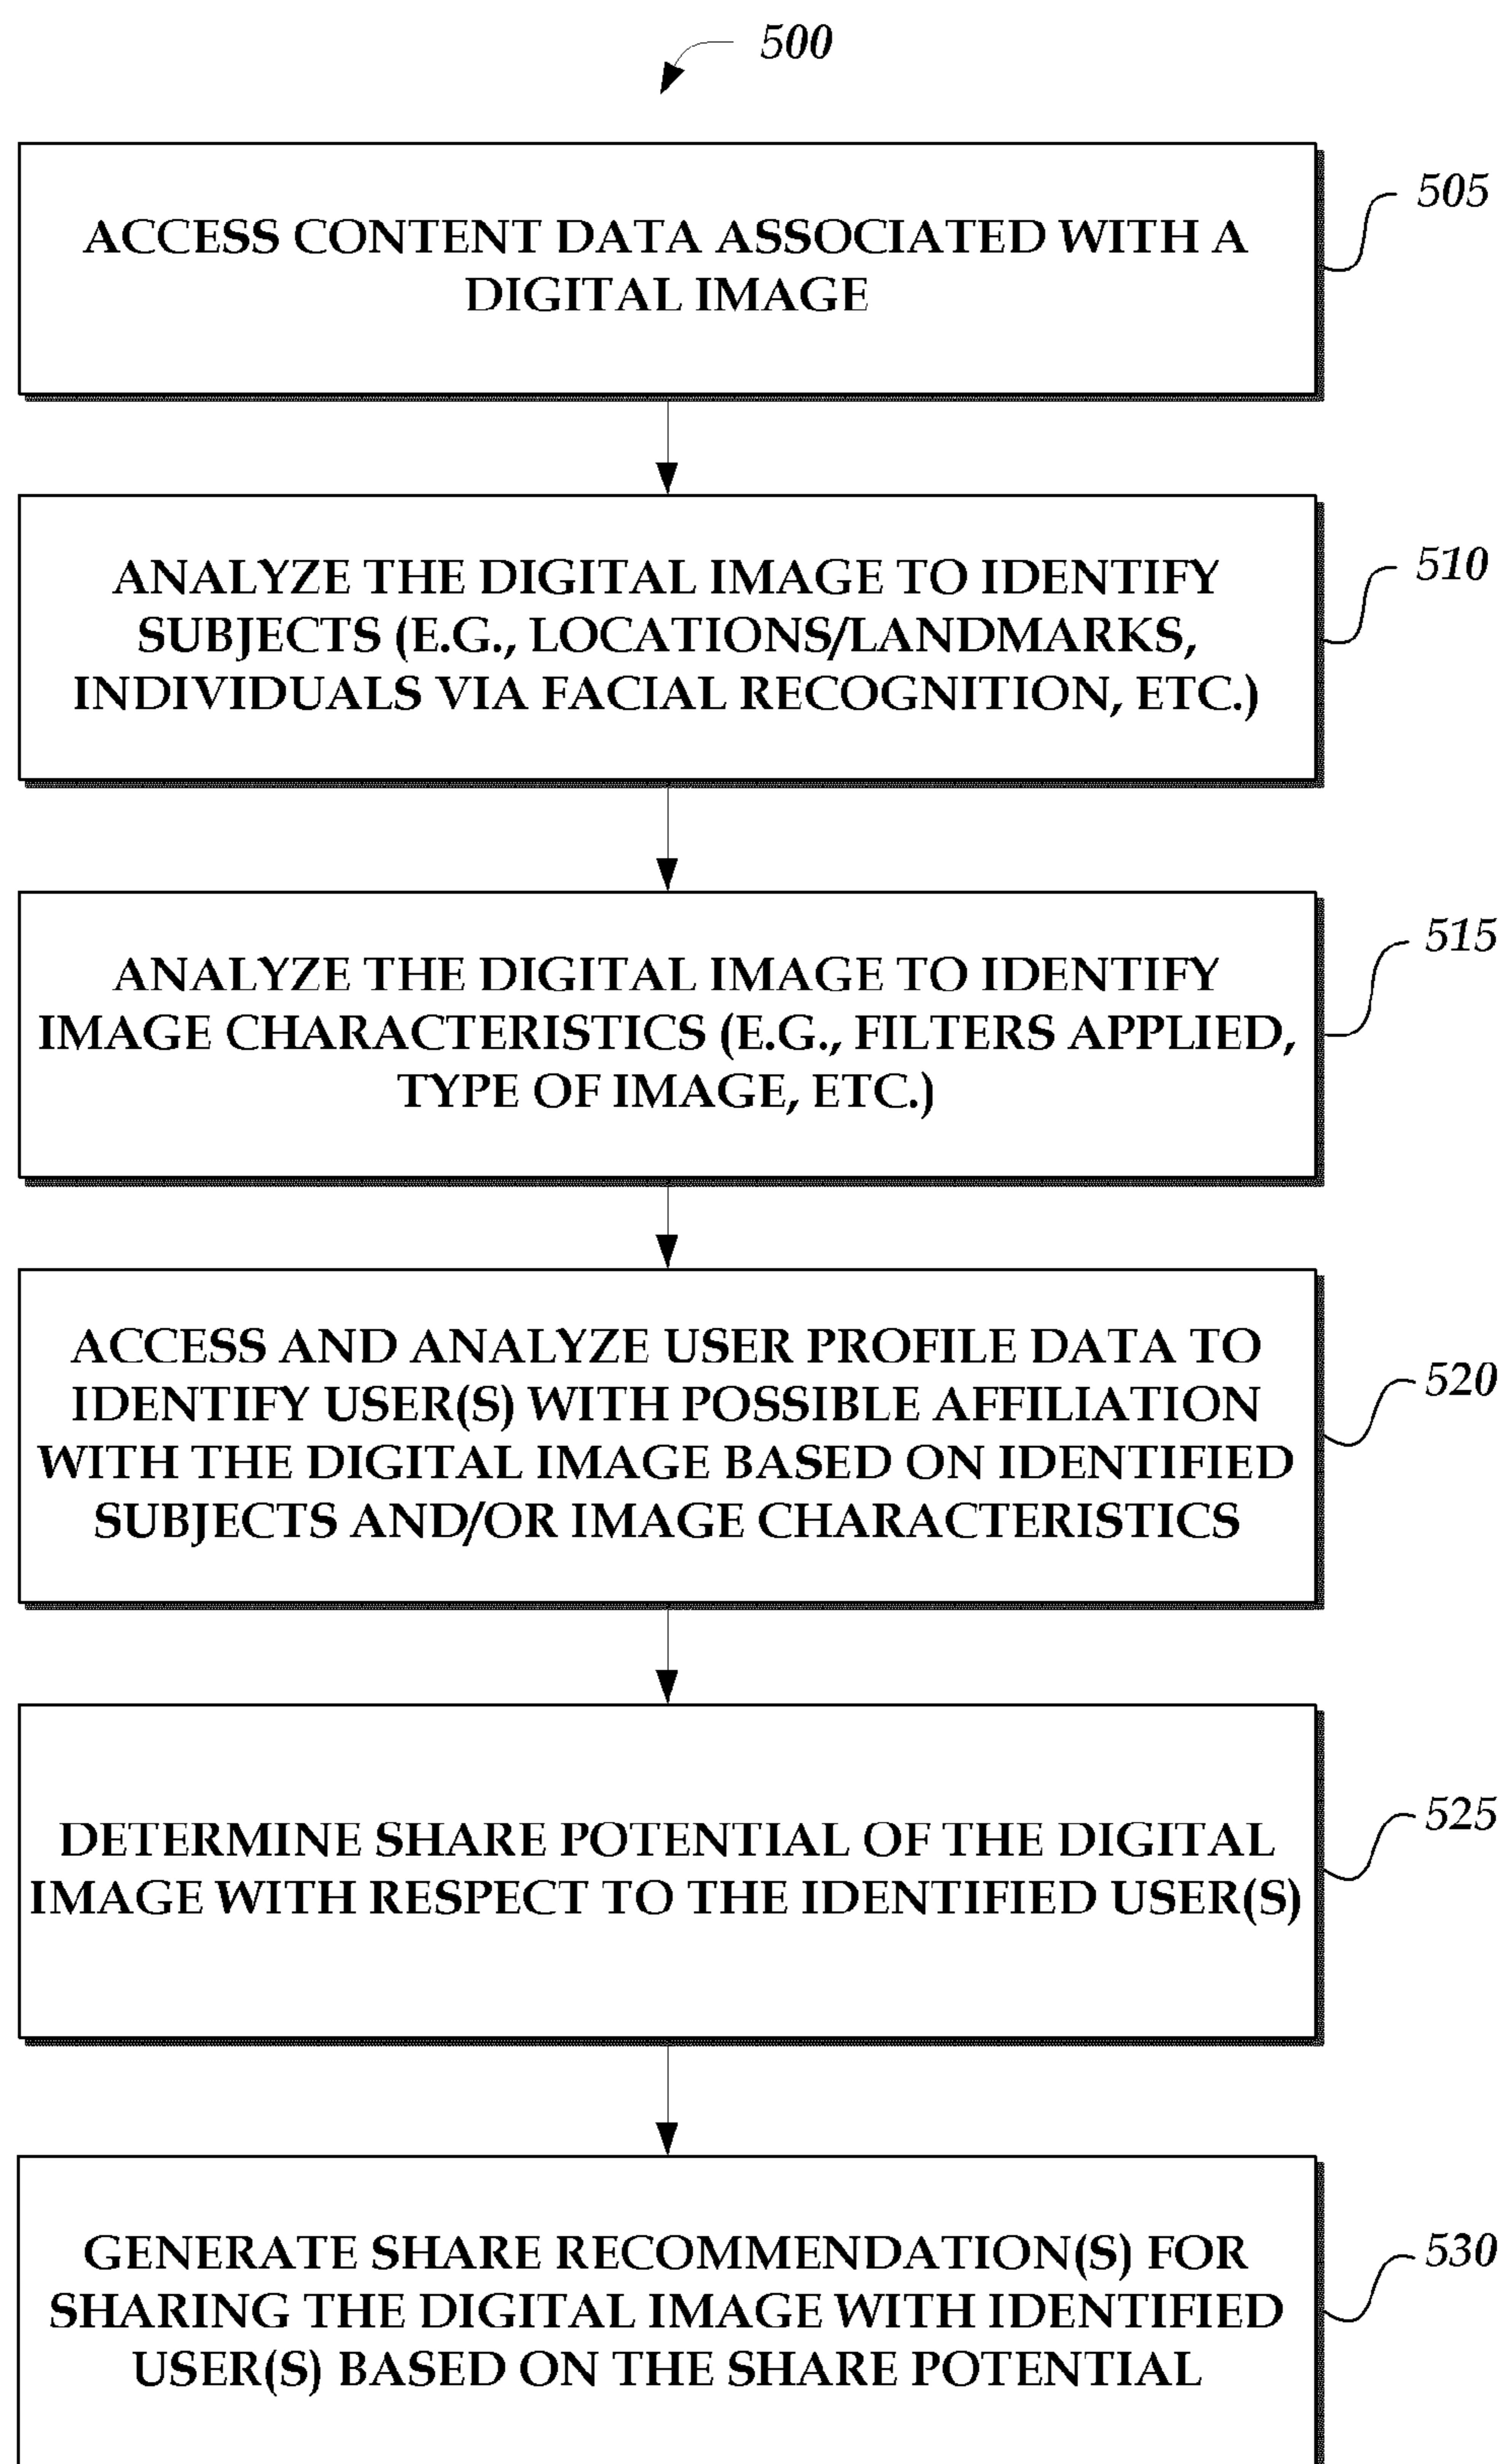 500
ACCESS CONTENT DATA ASSOCIATED WITH A
DIGITAL IMAGE
505
ANALYZE THE DIGITAL IMAGE TO IDENTIFY
SUBJECTS (E.G., LOCATIONS/LANDMARKS,
INDIVIDUALS VIA FACIAL RECOGNITION, ETC.)
510
ANALYZE THE DIGITAL IMAGE TO IDENTIFY
IMAGE CHARACTERISTICS (E.G., FILTERS APPLIED,
TYPE OF IMAGE, ETC.)
515
ACCESS AND ANALYZE USER PROFILE DATA TO
IDENTIFY USER(S) WITH POSSIBLE AFFILIATION
WITH THE DIGITAL IMAGE BASED ON IDENTIFIED
SUBJECTS AND/OR IMAGE CHARACTERISTICS
520
DETERMINE SHARE POTENTIAL OF THE DIGITAL
IMAGE WITH RESPECT TO THE IDENTIFIED USER(S)
525
GENERATE SHARE RECOMMENDATION(S) FOR
SHARING THE DIGITAL IMAGE WITH IDENTIFIED
USER(S) BASED ON THE SHARE POTENTIAL
530